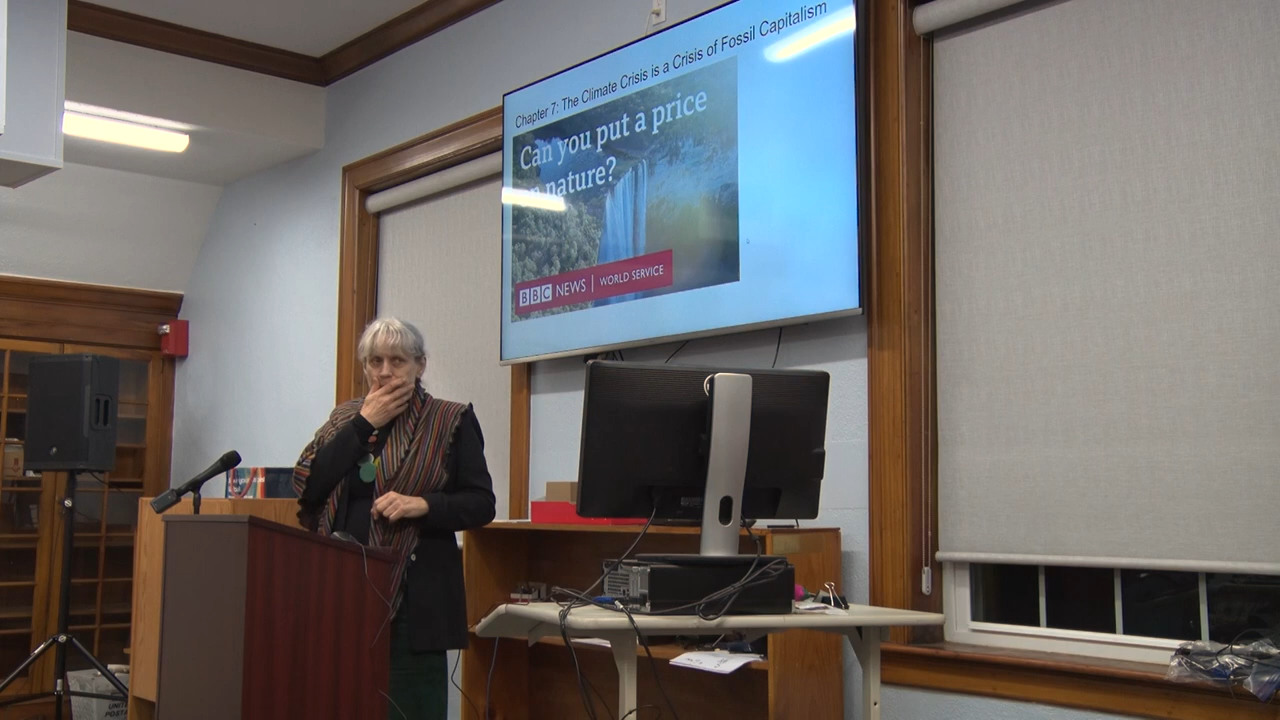 Chapter 7: The Climate Crisis is a Crisis of Fossil Capitalism
Can you put a price
nature?
BBC NEWS | WORLD SERVICE